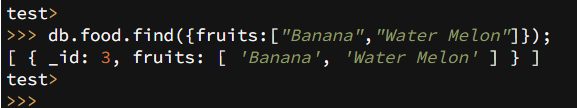 test>
>>> db.food.find({fruits:["Banana","Water Melon"]});
[ { _id: 3, fruits: [ 'Banana', 'Water Melon' ] } ]
test>
>>>